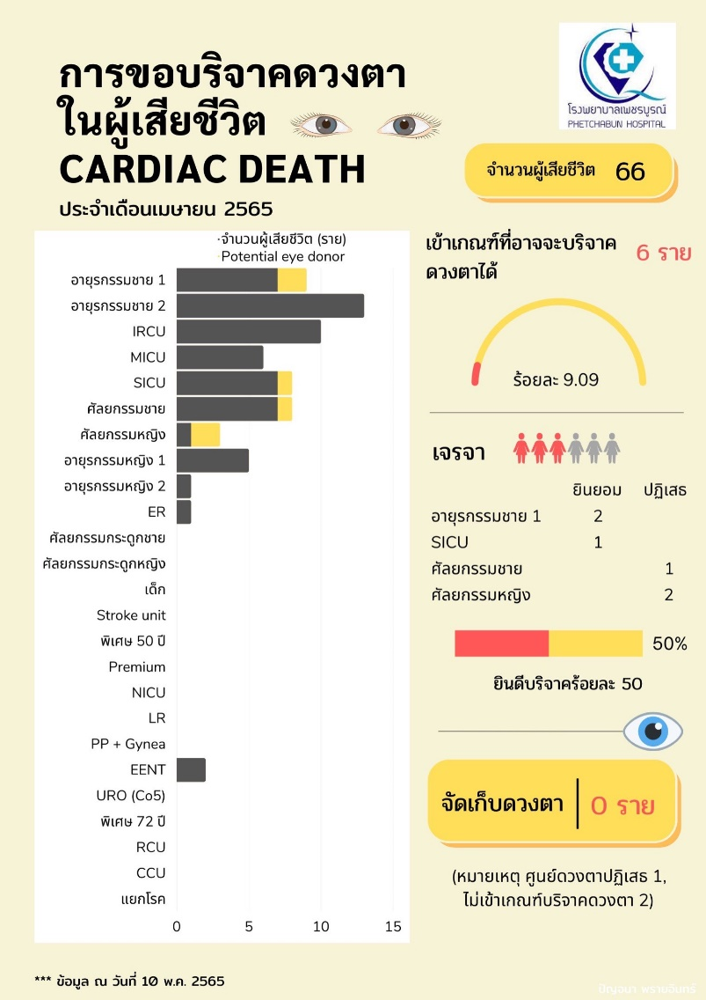 การขอบริจาคดวงตา
ในผู้เสียชีวิต
CARDIAC DEATH
ประจำเดือนเมษายน 2565
โรงพยาบาลเพชรบูรณ์
PHETCHABUN HOSPITAL
จำนวนผู้เสียชีวิต 66
·จำนวนผู้เสียชีวิต (ราย)
·Potential eye donor
อายุรกรรมชาย 1
อายุรกรรมชาย 2
IRCU
MICU
SICU
ศัลยกรรมชาย
ศัลยกรรมหญิง
อายุรกรรมหญิง 1
อายุรกรรมหญิง 2
ER
ศัลยกรรมกระดูกชาย
ศัลยกรรมกระดูกหญิง
เด็ก
Stroke unit
พิเศษ 50 ปี
Premium
NICU
LR
PP + Gynea
EENT
URO (Co5)
พิเศษ 72 ปี
RCU
CCU
แยกโรค
0 5 10 15
เข้าเกณฑ์ที่อาจจะบริจาค
ดวงตาได้
6 ราย
ร้อยละ 9.09
เจรจา
ยินยอม ปฏิเสธ
อายุรกรรมชาย 1 2
SICU 1
ศัลยกรรมชาย 1
ศัลยกรรมหญิง 2
50%
ยินดีบริจาคร้อยละ 50
จัดเก็บดวงตา 0 ราย
(หมายเหตุ ศูนย์ดวงตาปฏิเสธ 1,
ไม่เข้าเกณฑ์บริจาคดวงตา 2)
*** ข้อมูล ณ วันที่ 10 พ.ค. 2565